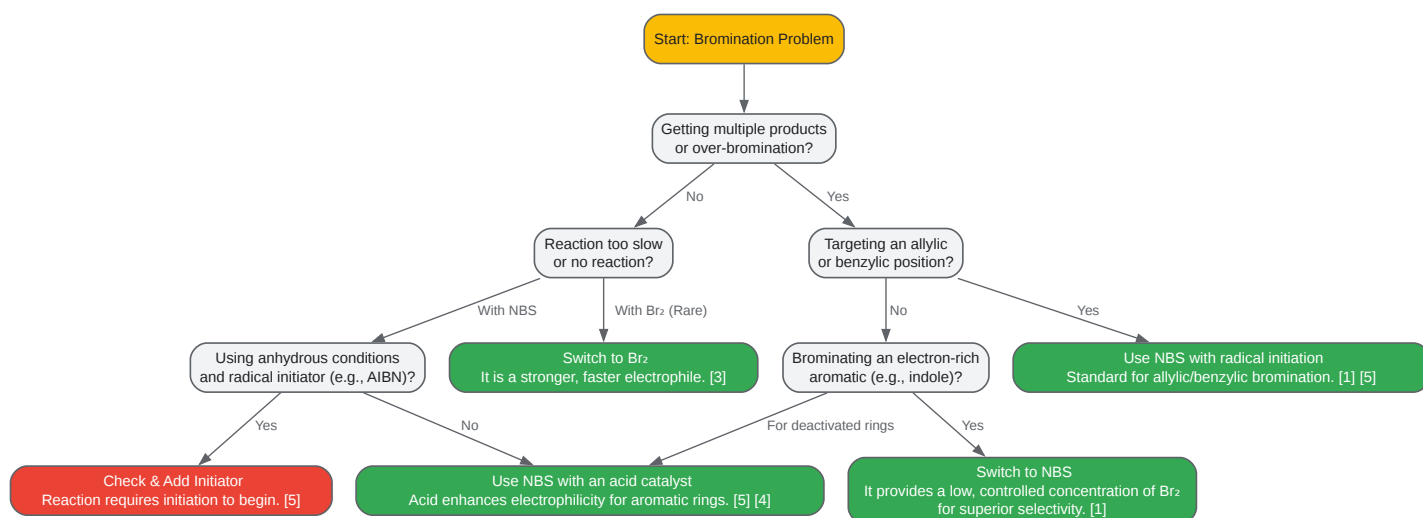 Start: Bromination Problem
Getting multiple products
or over-bromination?
No
Yes
Reaction too slow
or no reaction?
Targeting an allylic
or benzylic position?
With NBS
With Br₂ (Rare)
No
Yes
Using anhydrous conditions
and radical initiator (e.g., AIBN)?
Switch to Br₂
It is a stronger, faster electrophile. [3]
Brominating an electron-rich
aromatic (e.g., indole)?
Use NBS with radical initiation
Standard for allylic/benzylic bromination. [1] [5]
Yes
No
For deactivated rings
Yes
Check & Add Initiator
Reaction requires initiation to begin. [5]
Use NBS with an acid catalyst
Acid enhances electrophilicity for aromatic rings. [5] [4]
Switch to NBS
It provides a low, controlled concentration of Br₂
for superior selectivity. [1]